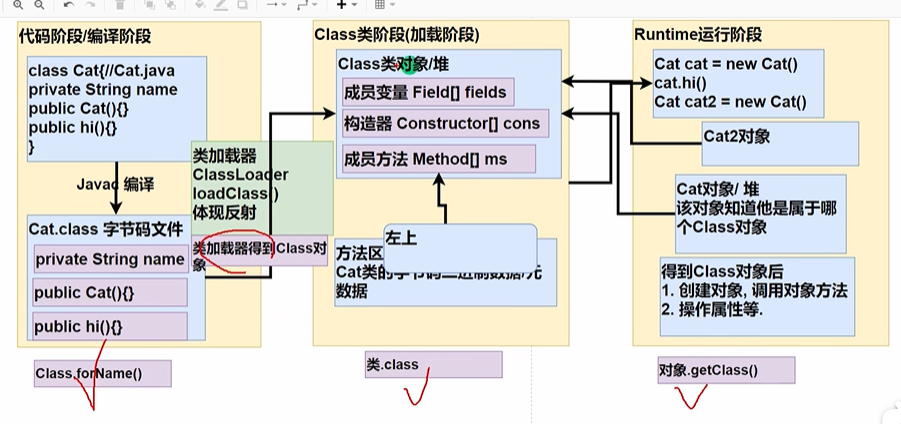 代码阶段/编译阶段
class Cat{//Cat.java
private String name
public Cat(){}
public hi(){}
}
Javac 编译
Cat.class 字节码文件
private String name
public Cat(){}
public hi(){}
Class.forName()
类加载器
ClassLoader
loadClass()
体现反射
类加载器得到Class对
象
Class类阶段(加载阶段)
Class类对象/堆
成员变量 Field[] fields
构造器 Constructor[] cons
成员方法 Method[] ms
左上
方法区
Cat类的字节码二进制数据/元
数据
类.class
Runtime运行阶段
Cat cat = new Cat()
cat.hi()
Cat cat2 = new Cat()
Cat2对象
Cat对象/ 堆
该对象知道他是属于哪
个Class对象
得到Class对象后
1. 创建对象, 调用对象方法
2. 操作属性等.
对象.getClass()